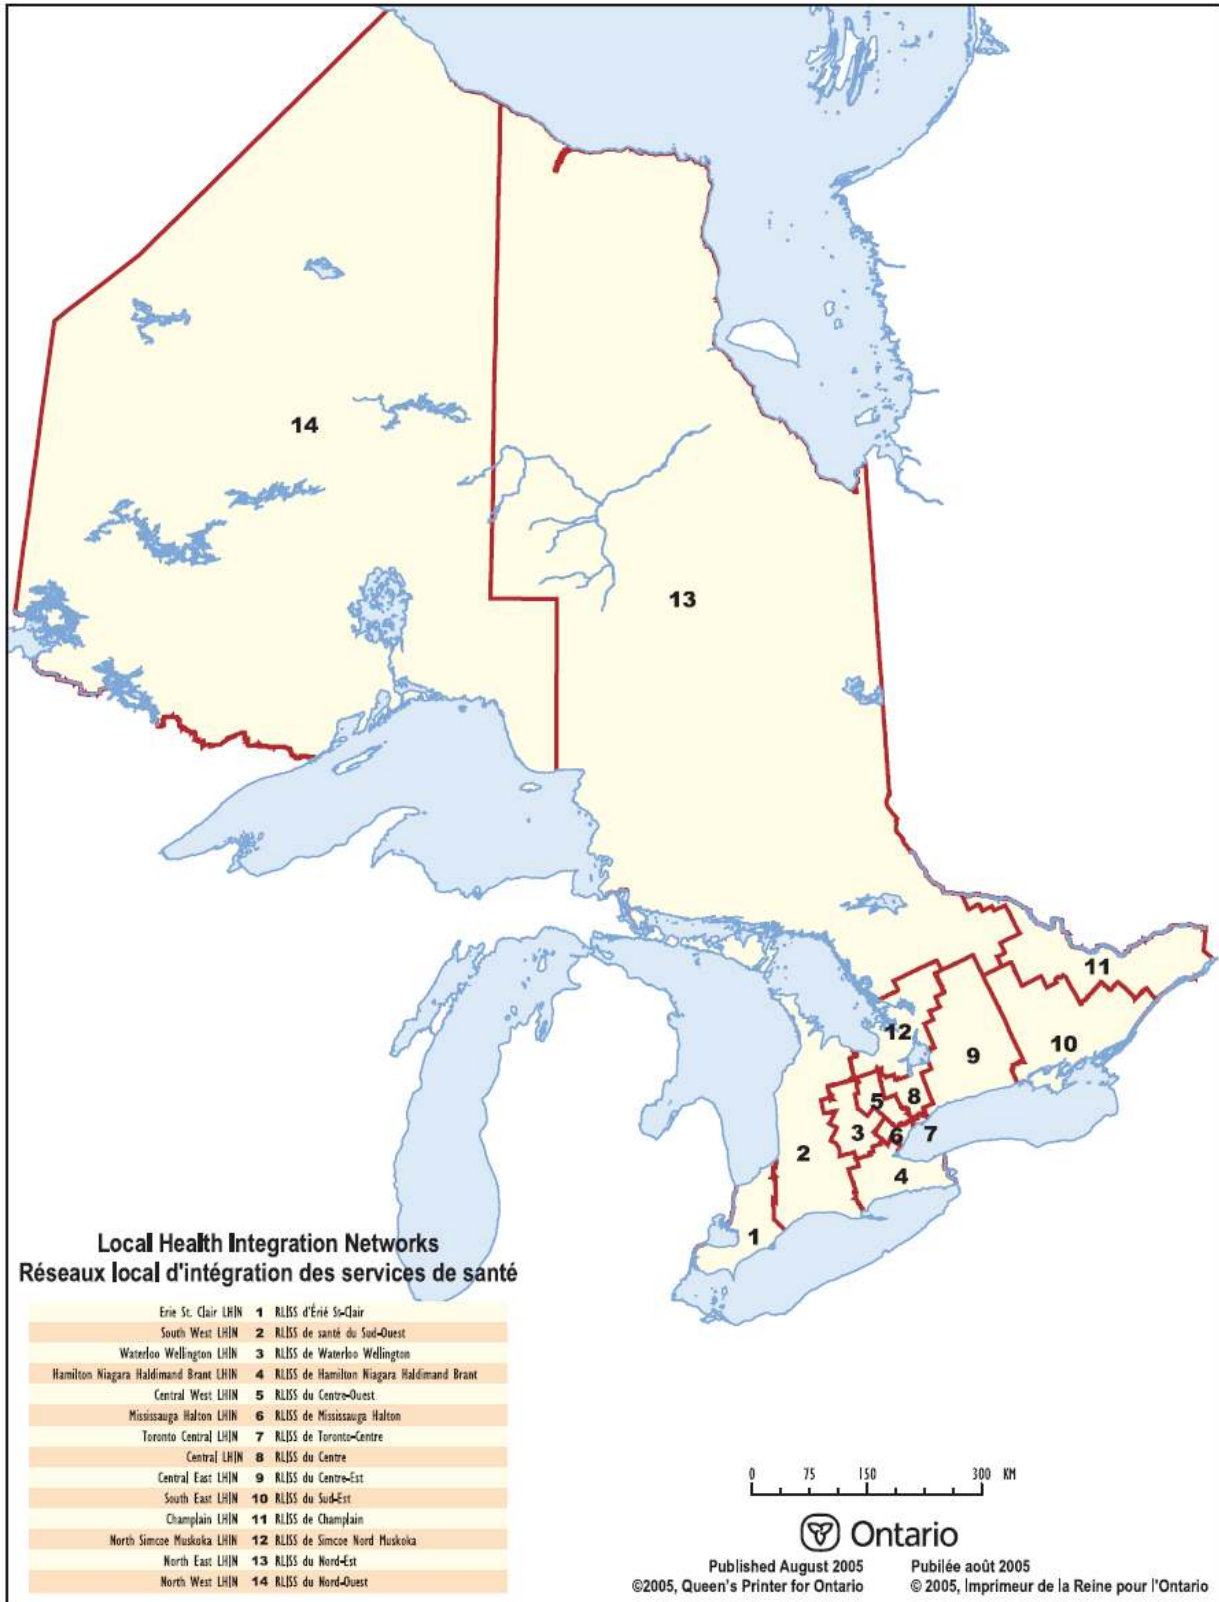 14
13
11
12
10
9
8
5
7
6
3
2
4
1
Local Health Integration Networks
Réseaux local d'intégration des services de santé
Erie St. Clair LHIN 1 RLISS d'Érié St-Clair
South West LHIN 2 RLISS de santé du Sud-Ouest
Waterloo Wellington LHIN 3 RLISS de Waterloo Wellington
Hamilton Niagara Haldimand Brant LHIN 4 RLISS de Hamilton Niagara Haldimand Brant
Central West LHIN 5 RLISS du Centre-Ouest
Mississauga Halton LHIN 6 RLISS de Mississauga Halton
Toronto Central LHIN 7 RLISS de Toronto-Centre
Central LHIN 8 RLISS du Centre
Central East LHIN 9 RLISS du Centre-Est
South East LHIN 10 RLISS du Sud-Est
Champlain LHIN 11 RLISS de Champlain
North Simcoe Muskoka LHIN 12 RLISS de Simcoe Nord Muskoka
North East LHIN 13 RLISS du Nord-Est
North West LHIN 14 RLISS du Nord-Ouest
0 75 150 300 KM
Ontario
Published August 2005 Pubilée août 2005
©2005, Queen's Printer for Ontario © 2005, Imprimeur de la Reine pour l'Ontario